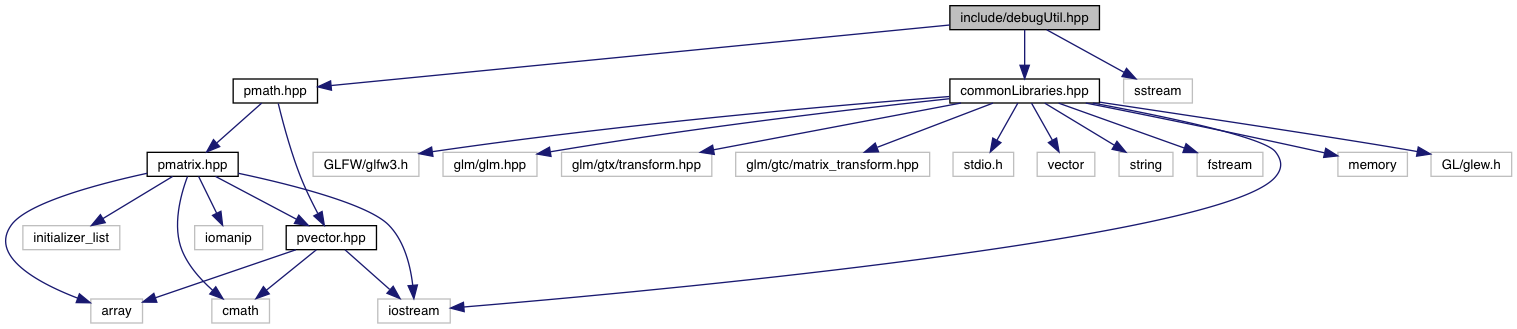 include/debugUtil.hpp
pmath.hpp
commonLibraries.hpp
sstream
pmatrix.hpp
GLFW/glfw3.h
glm/glm.hpp
glm/gtx/transform.hpp
glm/gtc/matrix_transform.hpp
stdio.h
vector
string
fstream
memory
GL/glew.h
initializer_list
iomanip
pvector.hpp
array
cmath
iostream